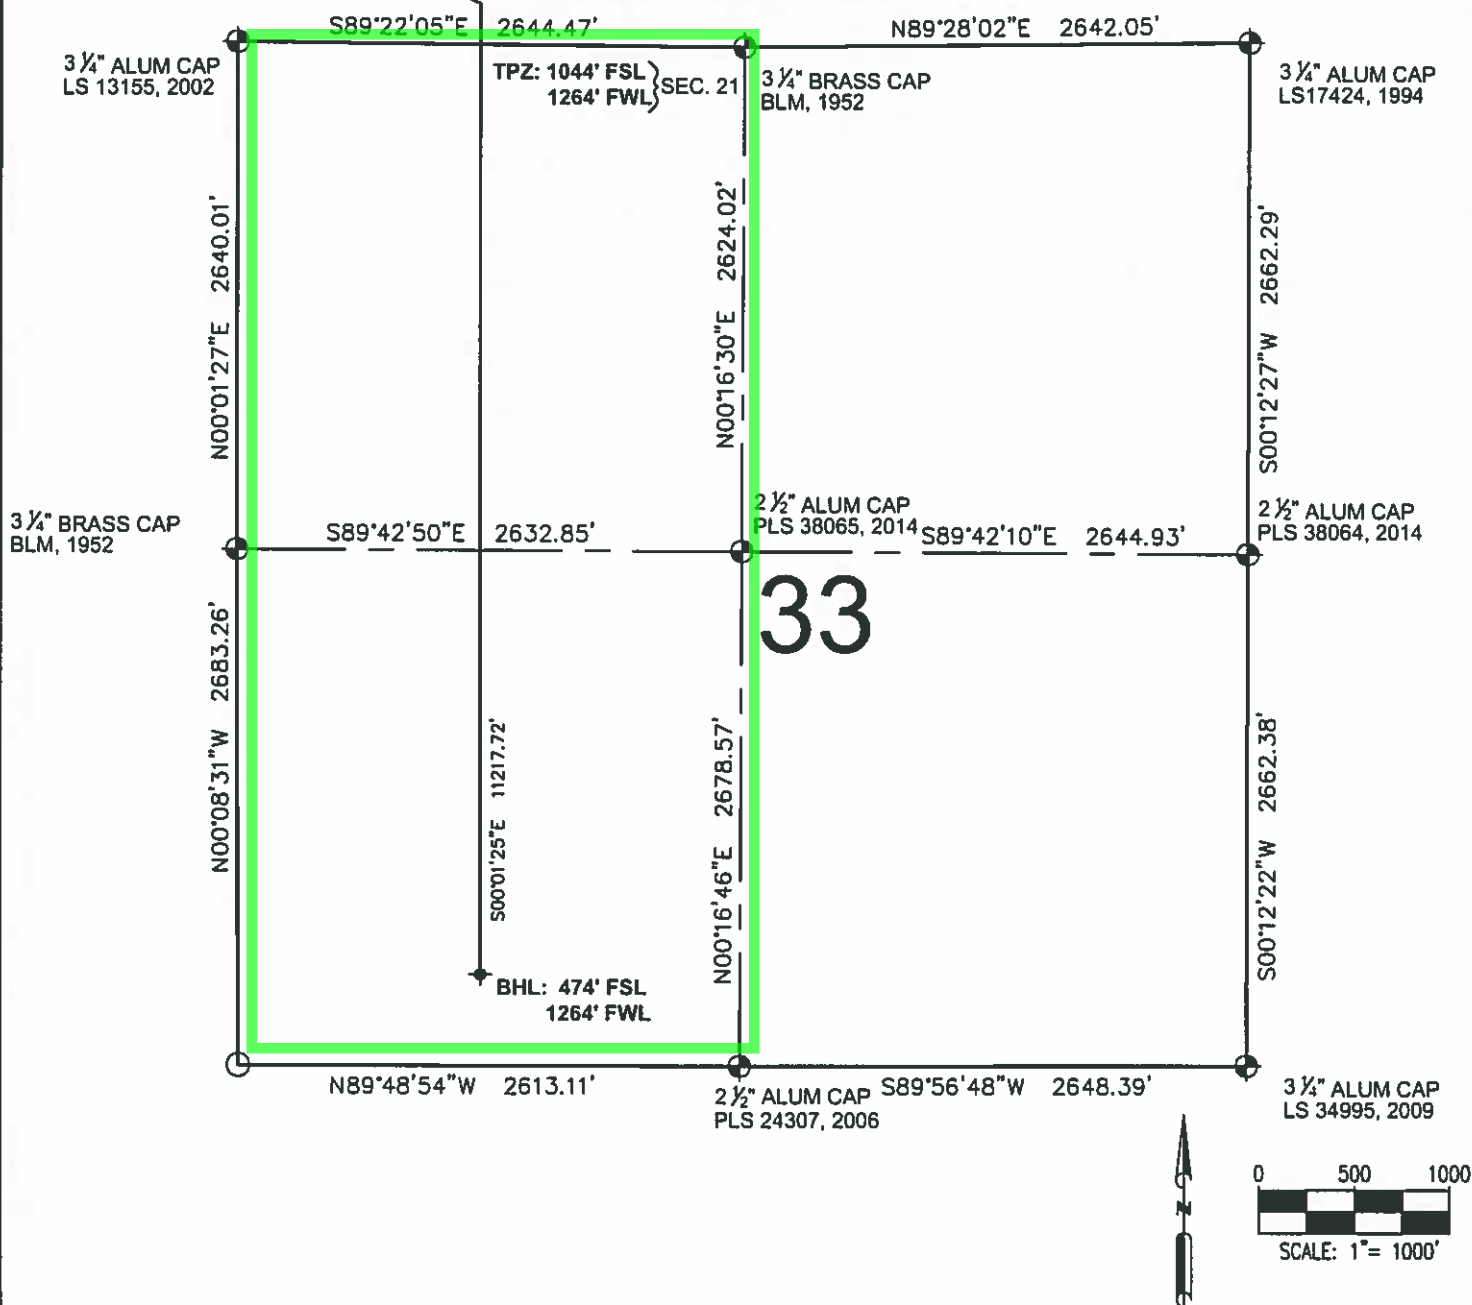 S89°22'05"E 2644.47'
N89°28'02"E 2642.05'
3 ¼" ALUM CAP
LS 13155, 2002
TPZ: 1044' FSL
1264' FWL
SEC. 21
3 ¼" BRASS CAP
BLM, 1952
3 ¼" ALUM CAP
LS17424, 1994
N00°01'27"E 2640.01'
N00°16'30"E 2624.02'
S00°12'27"W 2662.29'
3 ¼" BRASS CAP
BLM, 1952
S89°42'50"E 2632.85'
2 ½" ALUM CAP
PLS 38065, 2014
S89°42'10"E 2644.93'
2 ½" ALUM CAP
PLS 38064, 2014
33
N00°08'31"W 2683.26'
S00°01'25"E 11217.72'
N00°16'46"E 2678.57'
S00°12'22"W 2662.38'
BHL: 474' FSL
1264' FWL
N89°48'54"W 2613.11'
2 ½" ALUM CAP
PLS 24307, 2006
S89°56'48"W 2648.39'
3 ¼" ALUM CAP
LS 34995, 2009
N
0 500 1000
SCALE: 1"= 1000'